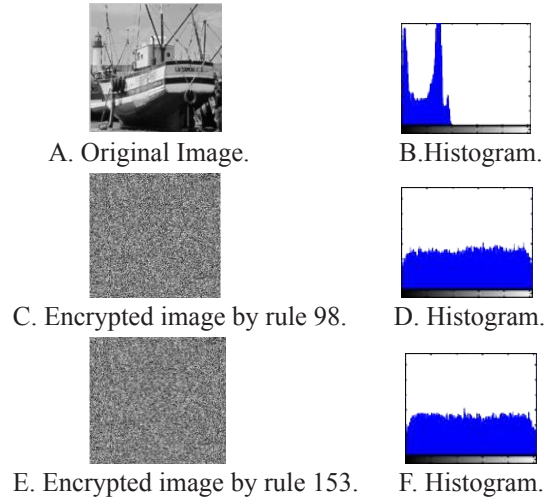 A. Original Image.
B.Histogram.
C. Encrypted image by rule 98.
D. Histogram.
E. Encrypted image by rule 153.
F. Histogram.